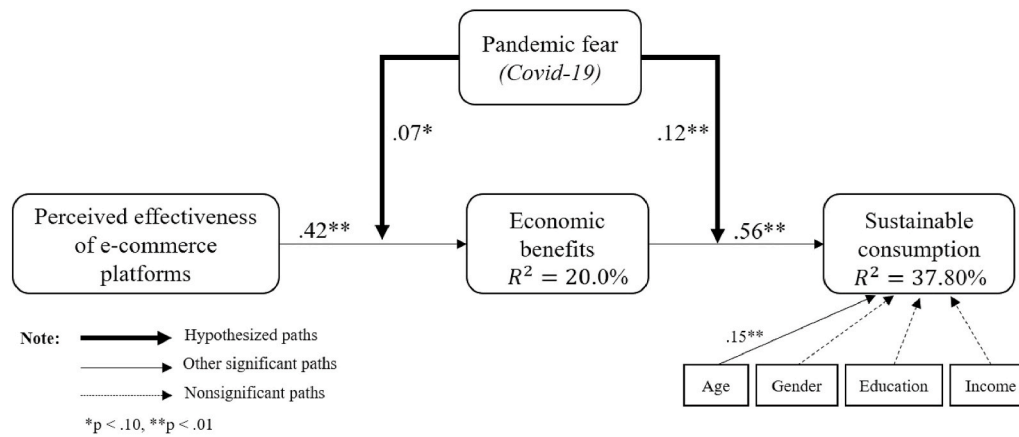 Pandemic fear
(Covid-19)
.07*
.12**
Perceived effectiveness
of e-commerce
platforms
.42**
Economic
benefits
R² = 20.0%
.56**
Sustainable
consumption
R² = 37.80%
Note:
Hypothesized paths
Other significant paths
Nonsignificant paths
*p < .10, **p < .01
.15**
Age
Gender
Education
Income